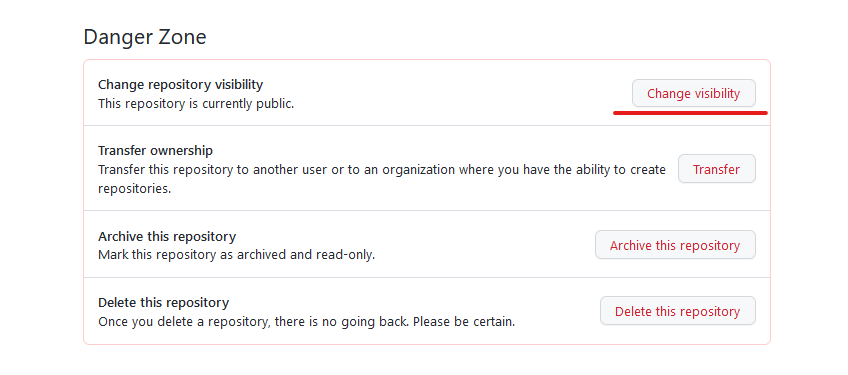 Danger Zone
Change repository visibility
This repository is currently public.
Change visibility
Transfer ownership
Transfer this repository to another user or to an organization where you have the ability to create
repositories.
Transfer
Archive this repository
Mark this repository as archived and read-only.
Archive this repository
Delete this repository
Once you delete a repository, there is no going back. Please be certain.
Delete this repository